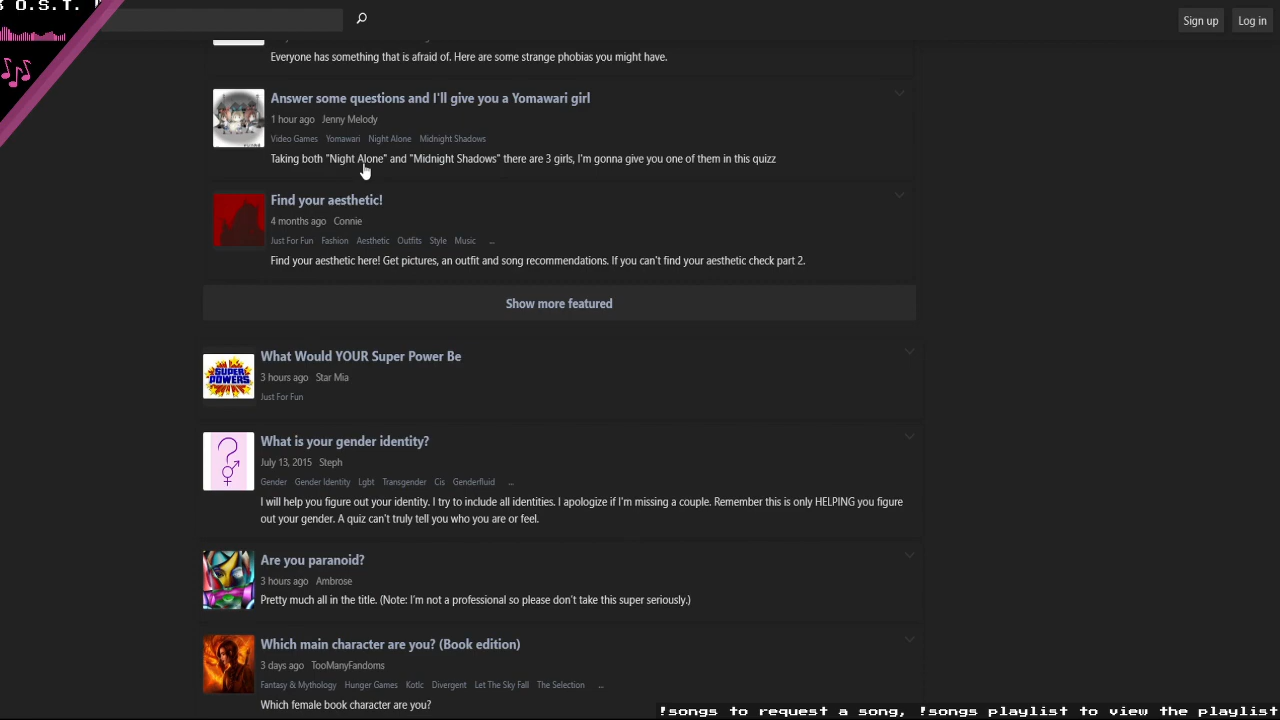 O.S.T.
Sign up
Log in
Everyone has something that is afraid of. Here are some strange phobias you might have.
Answer some questions and I'll give you a Yomawari girl
1 hour ago Jenny Melody
Video Games Yomawari Night Alone Midnight Shadows
Taking both "Night Alone" and "Midnight Shadows" there are 3 girls, I'm gonna give you one of them in this quizz
Find your aesthetic!
4 months ago Connie
Just For Fun Fashion Aesthetic Outfits Style Music ...
Find your aesthetic here! Get pictures, an outfit and song recommendations. If you can't find your aesthetic check part 2.
Show more featured
What Would YOUR Super Power Be
3 hours ago Star Mia
Just For Fun
SUPER
POWERS
What is your gender identity?
July 13, 2015 Steph
Gender Gender Identity Lgbt Transgender Cis Genderfluid ...
I will help you figure out your identity. I try to include all identities. I apologize if I'm missing a couple. Remember this is only HELPING you figure
out your gender. A quiz can't truly tell you who you are or feel.
Are you paranoid?
3 hours ago Ambrose
Pretty much all in the title. (Note: I'm not a professional so please don't take this super seriously.)
Which main character are you? (Book edition)
3 days ago TooManyFandoms
Fantasy & Mythology Hunger Games Kotlc Divergent Let The Sky Fall The Selection ...
Which female book character are you?
!songs to request a song, !songs playlist to view the playlist